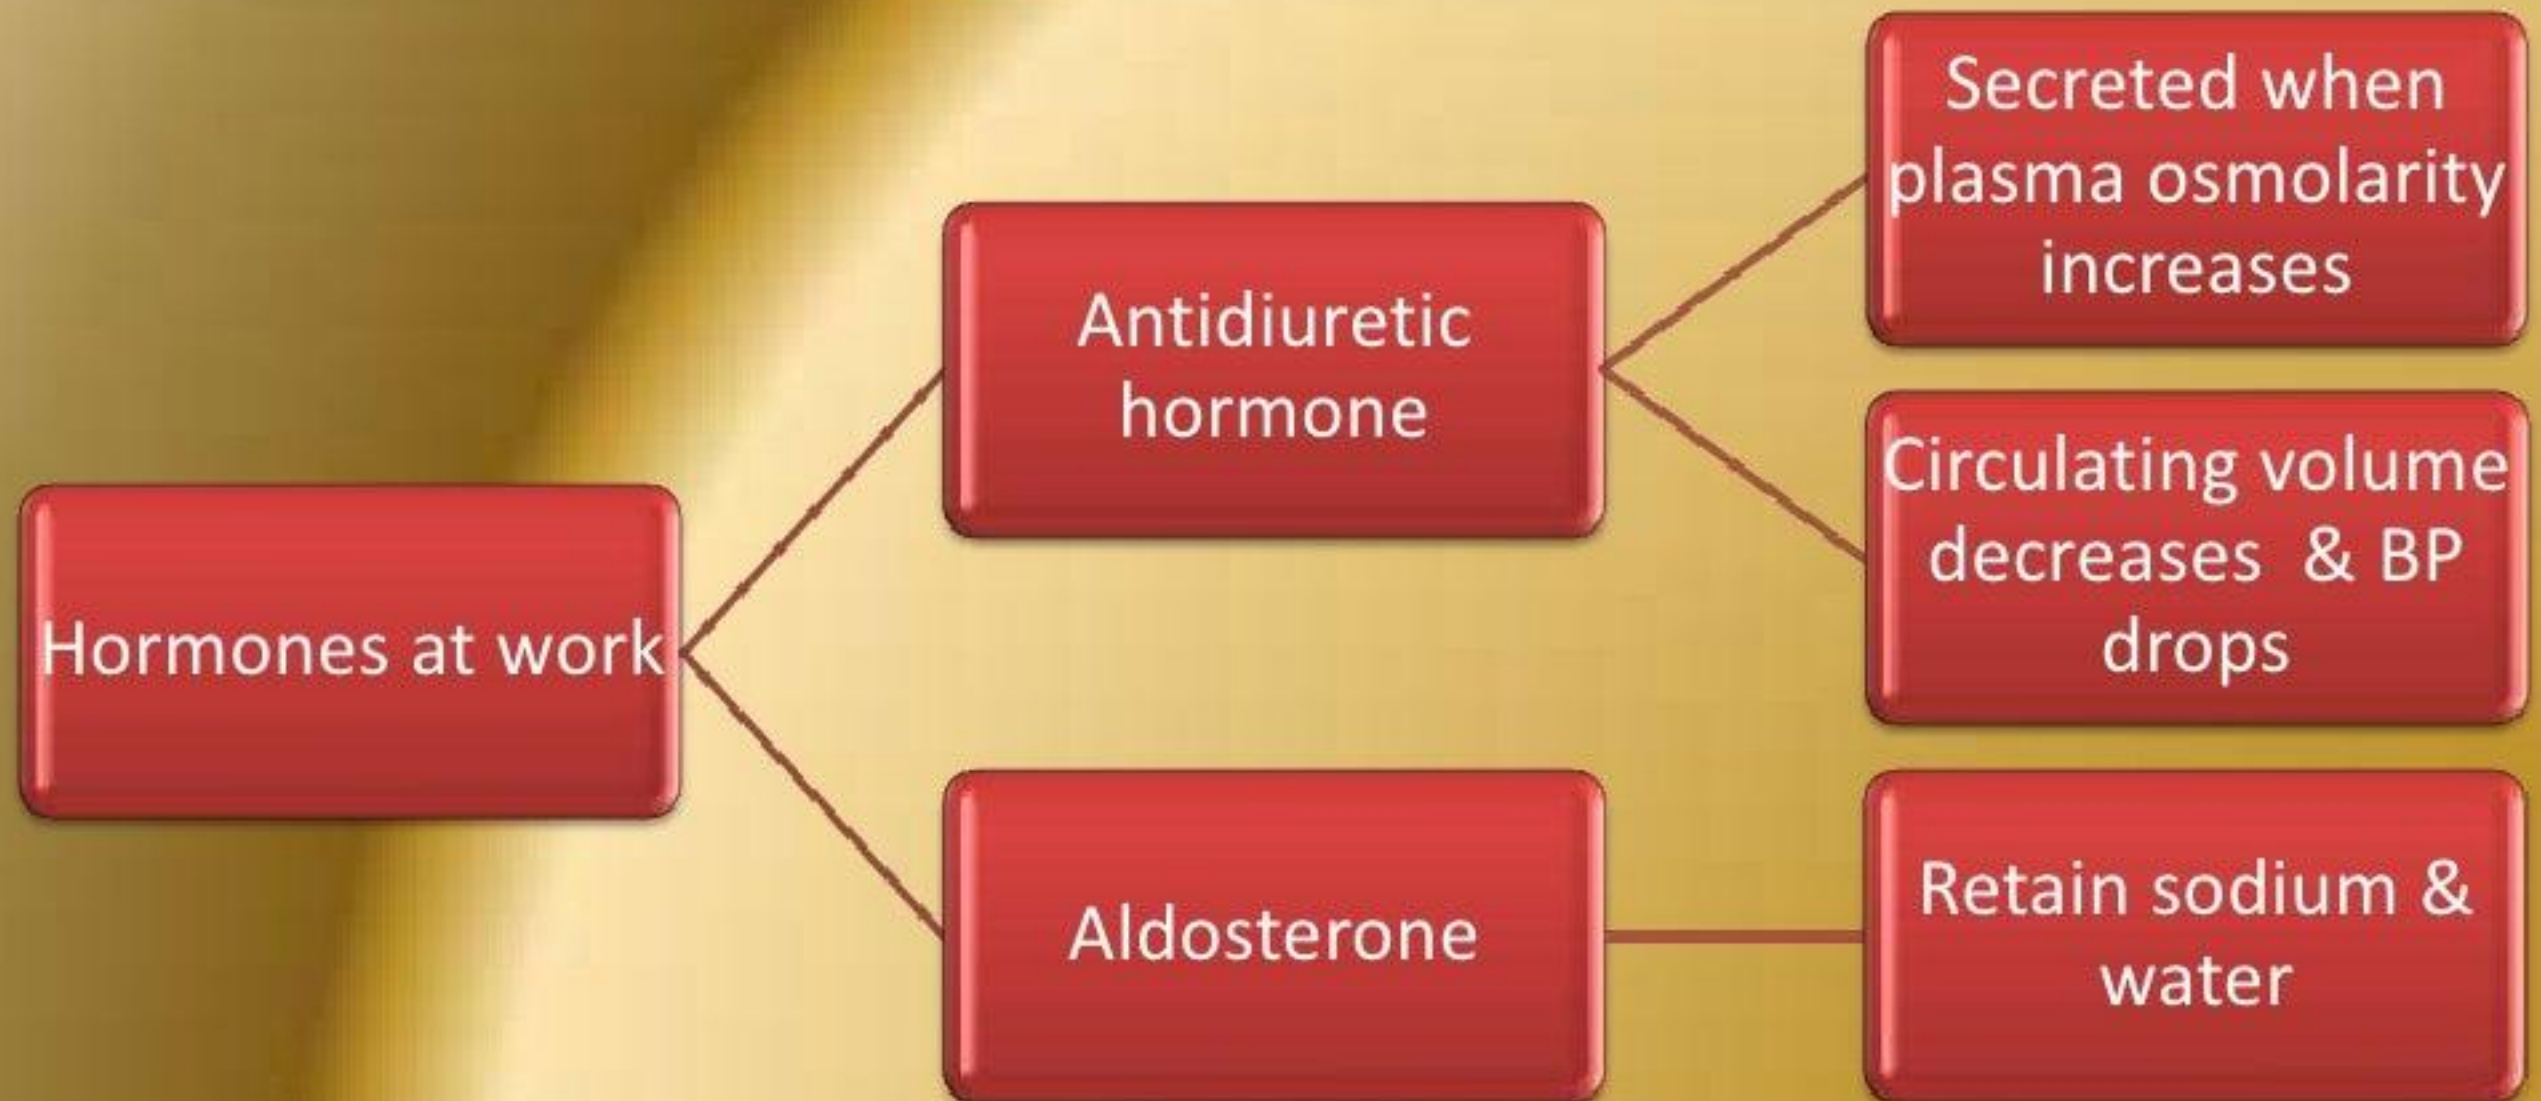 Hormones at work
Antidiuretic
hormone
Secreted when
plasma osmolarity
increases
Circulating volume
decreases & BP
drops
Aldosterone
Retain sodium &
water